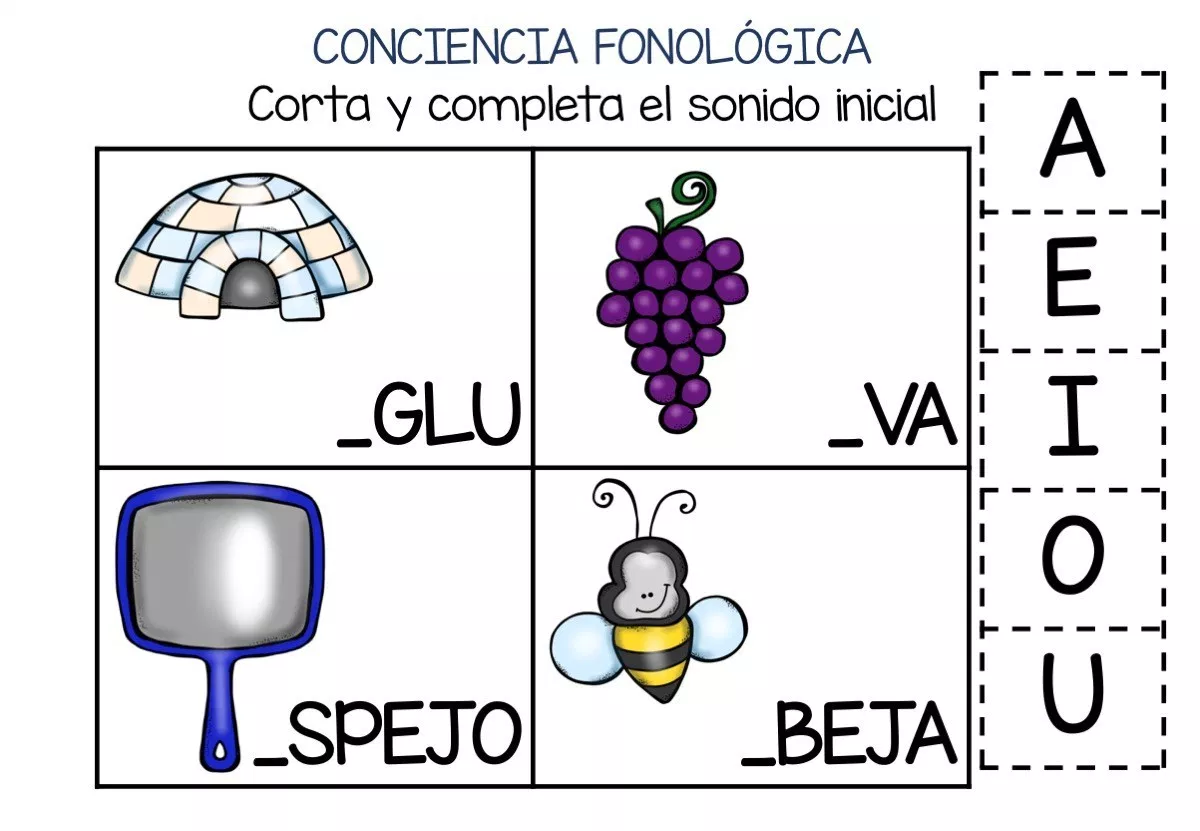 CONCIENCIA FONOLÓGICA
Corta y completa el sonido inicial
_GLU
_VA
_SPEJO
_BEJA
A
E
I
O
U